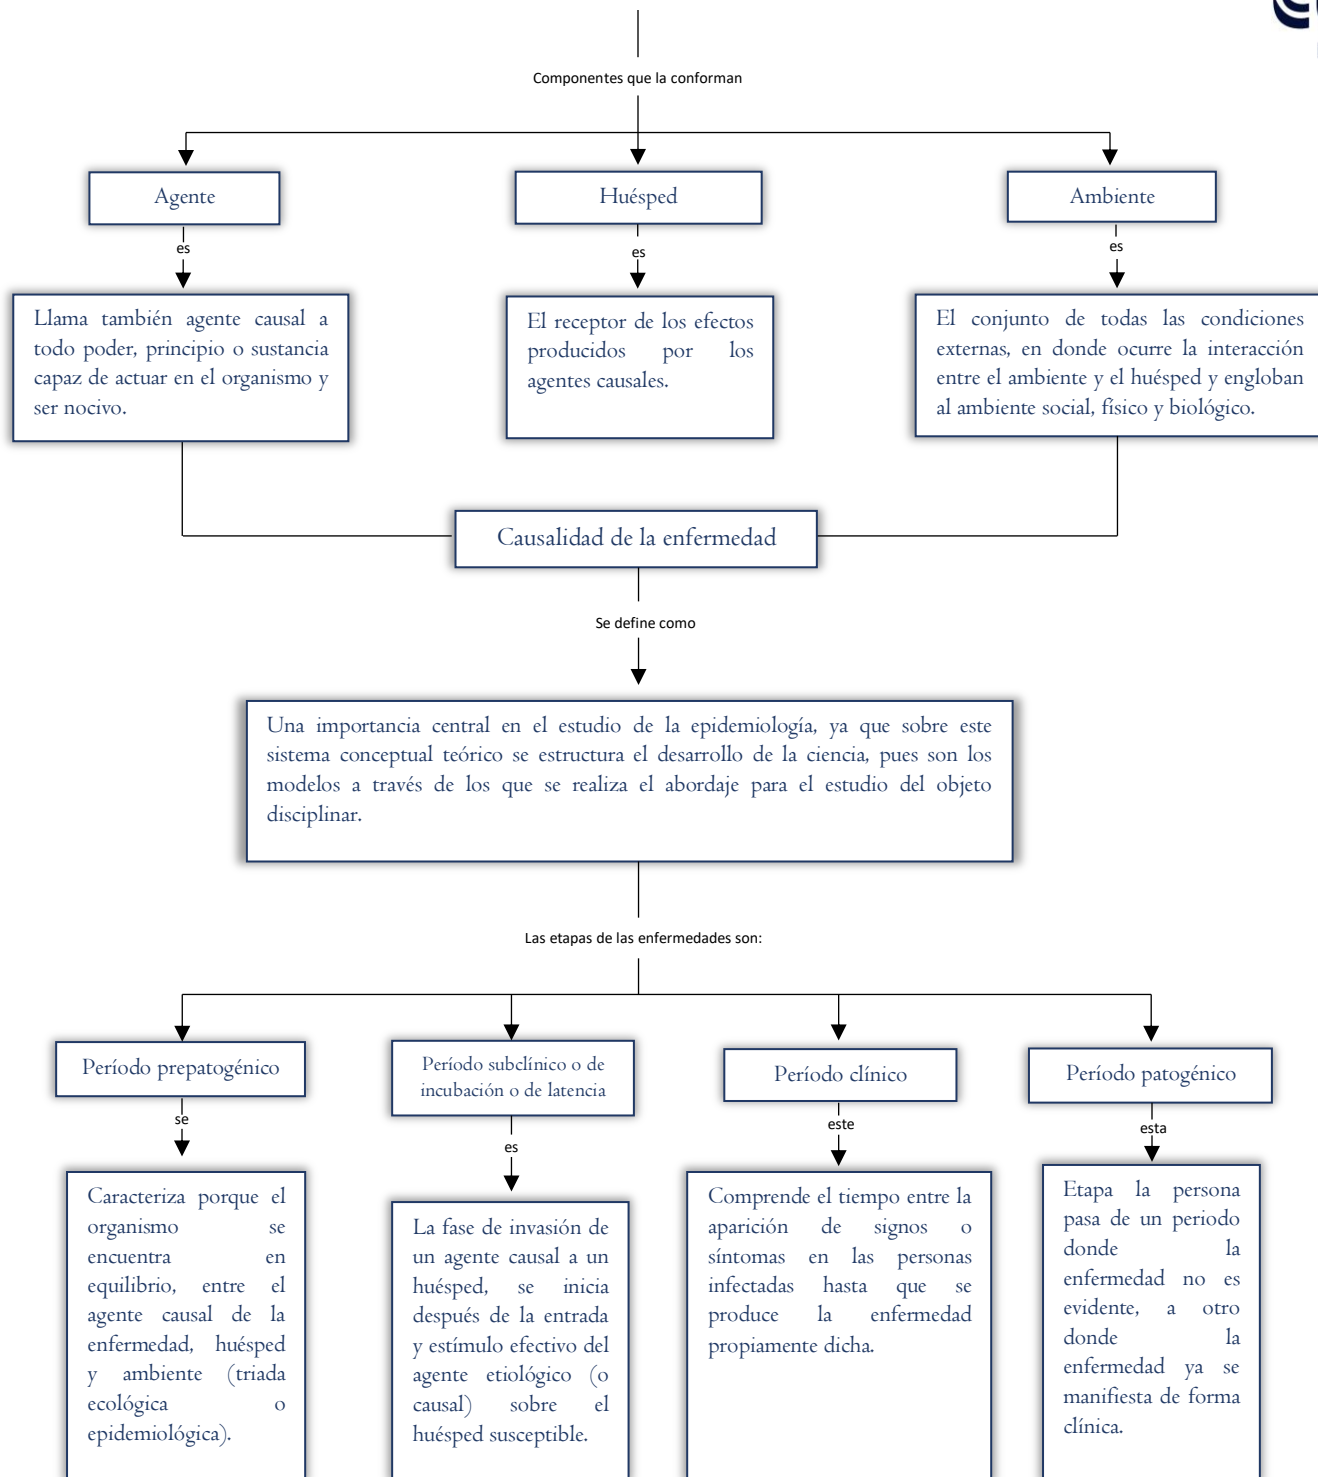 Componentes que la conforman
Agente
Huésped
Ambiente
es
es
es
Llama también agente causal a
todo poder, principio o sustancia
capaz de actuar en el organismo y
ser nocivo.
El receptor de los efectos
producidos por los
agentes causales.
El conjunto de todas las condiciones
externas, en donde ocurre la interacción
entre el ambiente y el huésped y engloban
al ambiente social, físico y biológico.
Causalidad de la enfermedad
Se define como
Una importancia central en el estudio de la epidemiología, ya que sobre este
sistema conceptual teórico se estructura el desarrollo de la ciencia, pues son los
modelos a través de los que se realiza el abordaje para el estudio del objeto
disciplinar.
Las etapas de las enfermedades son:
Período prepatogénico
Período subclínico o de
incubación o de latencia
Período clínico
Período patogénico
se
es
este
esta
Caracteriza porque el
organismo se
encuentra en
equilibrio, entre el
agente causal de la
enfermedad, huésped
y ambiente (triada
ecológica o
epidemiológica).
La fase de invasión de
un agente causal a un
huésped, se inicia
después de la entrada
y estímulo efectivo del
agente etiológico (o
causal) sobre el
huésped susceptible.
Comprende el tiempo entre la
aparición de signos o
síntomas en las personas
infectadas hasta que se
produce la enfermedad
propiamente dicha.
Etapa la persona
pasa de un periodo
donde la
enfermedad no es
evidente, a otro
donde la
enfermedad ya se
manifiesta de forma
clínica.